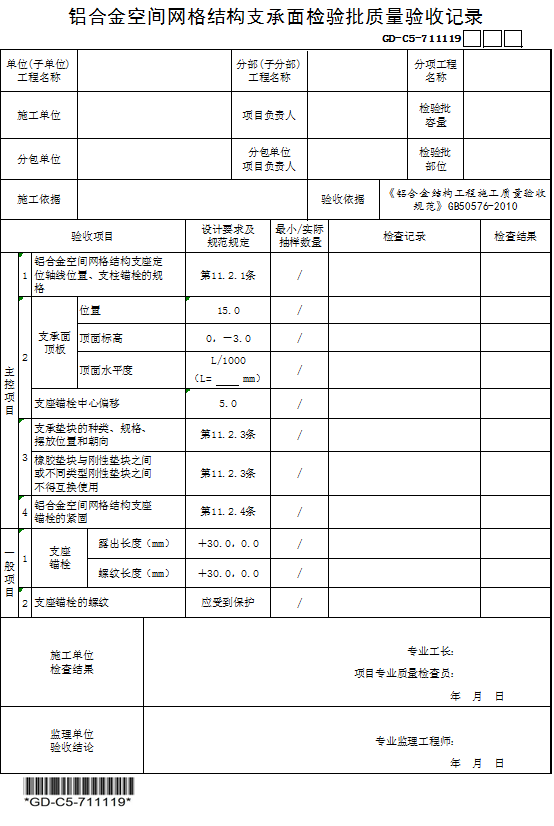 铝合金空间网格结构支承面检验批质量验收记录
GD-C5-711119
单位(子单位)
工程名称
分部(子分部)
工程名称
分项工程
名称
施工单位
项目负责人
检验批
容量
分包单位
分包单位
项目负责人
检验批
部位
施工依据
验收依据
《铝合金结构工程施工质量验收
规范》GB50576-2010
验收项目
设计要求及
规范规定
最小/实际
抽样数量
检查记录
检查结果
主控项目
1
铝合金空间网格结构支座定
位轴线位置、支柱锚栓的规
格
第11.2.1条
/
2
支承面
顶板
位置
15.0
/
顶面标高
0，－3.0
/
顶面水平度
L/1000
（L= ____ mm）
/
支座锚栓中心偏移
5.0
/
3
支承垫块的种类、规格、
摆放位置和朝向
第11.2.3条
/
橡胶垫块与刚性垫块之间
或不同类型刚性垫块之间
不得互换使用
第11.2.3条
/
4
铝合金空间网格结构支座
锚栓的紧固
第11.2.4条
/
一般项目
1
支座
锚栓
露出长度（mm）
＋30.0，0.0
/
螺纹长度（mm）
＋30.0，0.0
/
2
支座锚栓的螺纹
应受到保护
/
施工单位
检查结果
专业工长：
项目专业质量检查员：
年 月 日
监理单位
验收结论
专业监理工程师：
年 月 日
*GD-C5-711119*